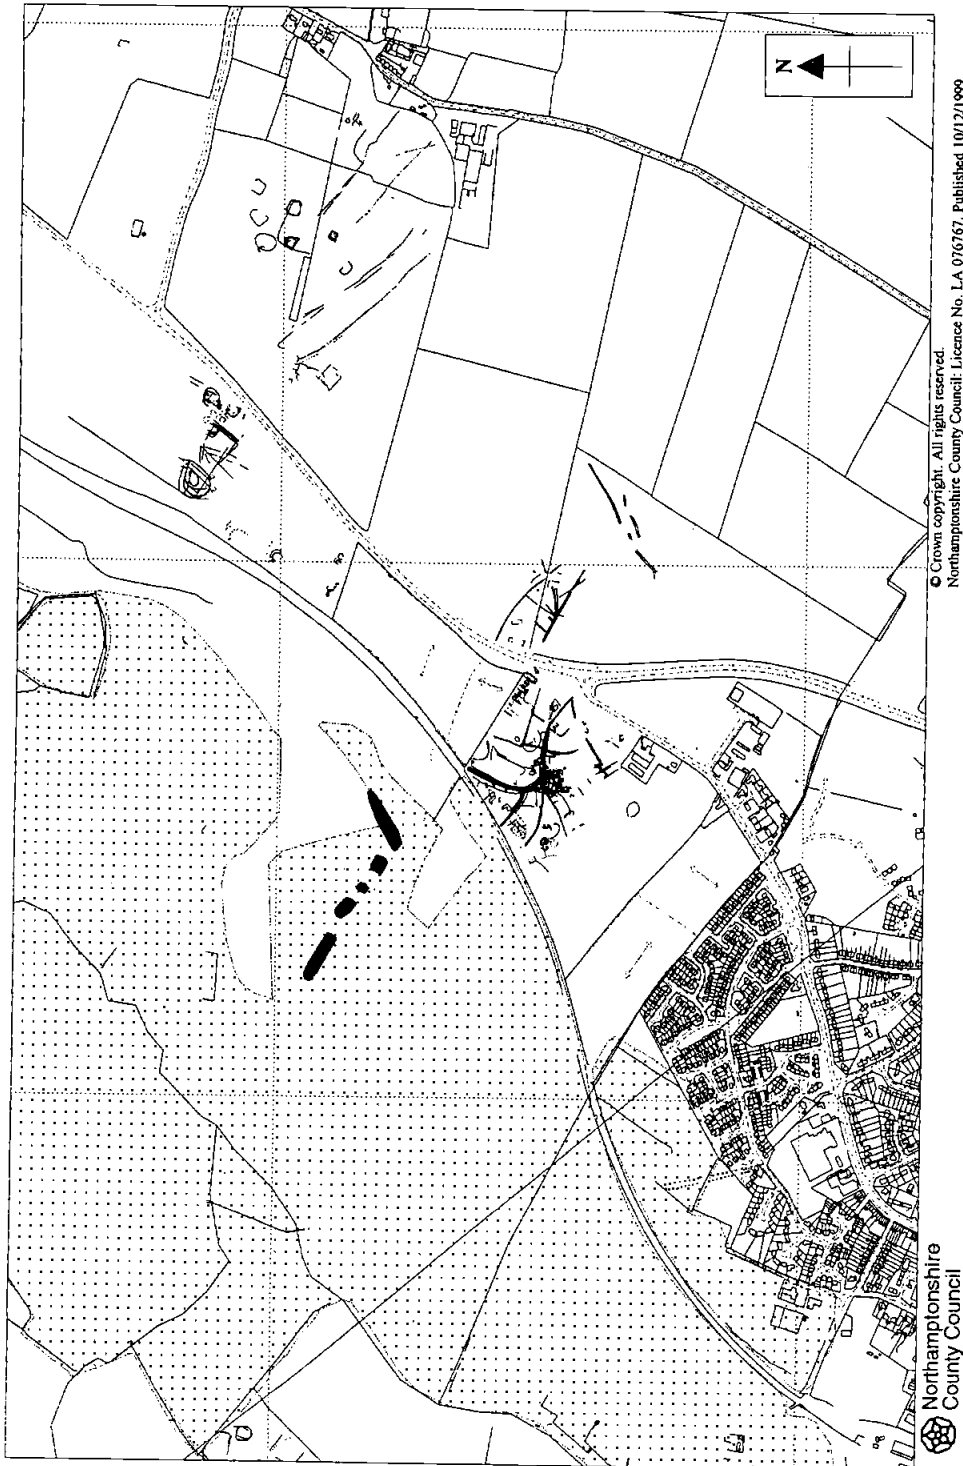 N
© Crown copyright. All rights reserved.
Northamptonshire County Council: Licence No. LA 076767. Published 10/12/1999
Northamptonshire
County Council